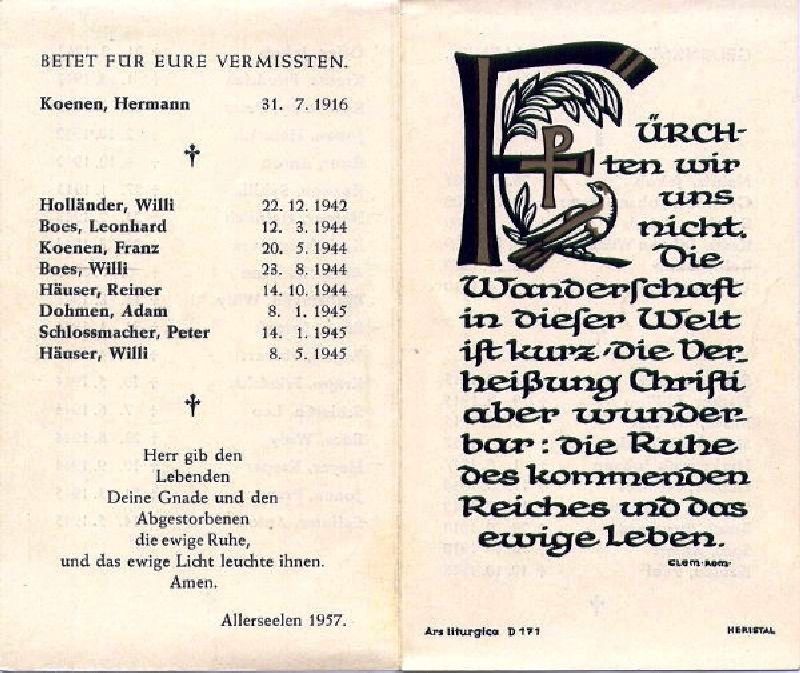 BETET FÜR EURE VERMISSTEN.
Koenen, Hermann 31. 7. 1916
Holländer, Willi 22. 12. 1942
Boes, Leonhard 12. 3. 1944
Koenen, Franz 20. 5. 1944
Boes, Willi 23. 8. 1944
Häuser, Reiner 14. 10. 1944
Dohmen, Adam 8. 1. 1945
Schlossmacher, Peter 14. 1. 1945
Häuser, Willi 8. 5. 1945
Herr gib den
Lebenden
Deine Gnade und den
Abgestorbenen
die ewige Ruhe,
und das ewige Licht leuchte ihnen.
Amen.
Allerseelen 1957.
FÜRCH-
ten wir
uns
nicht.
Die
Wanderſchaft
in dieſer Welt
iſt kurz, die Ver-
heißung Chriſti
aber wunder-
bar: die Ruhe
des kommenden
Reiches und das
ewige Leben.
CLEM·ROM·
Ars liturgica D 171 HERSTAL